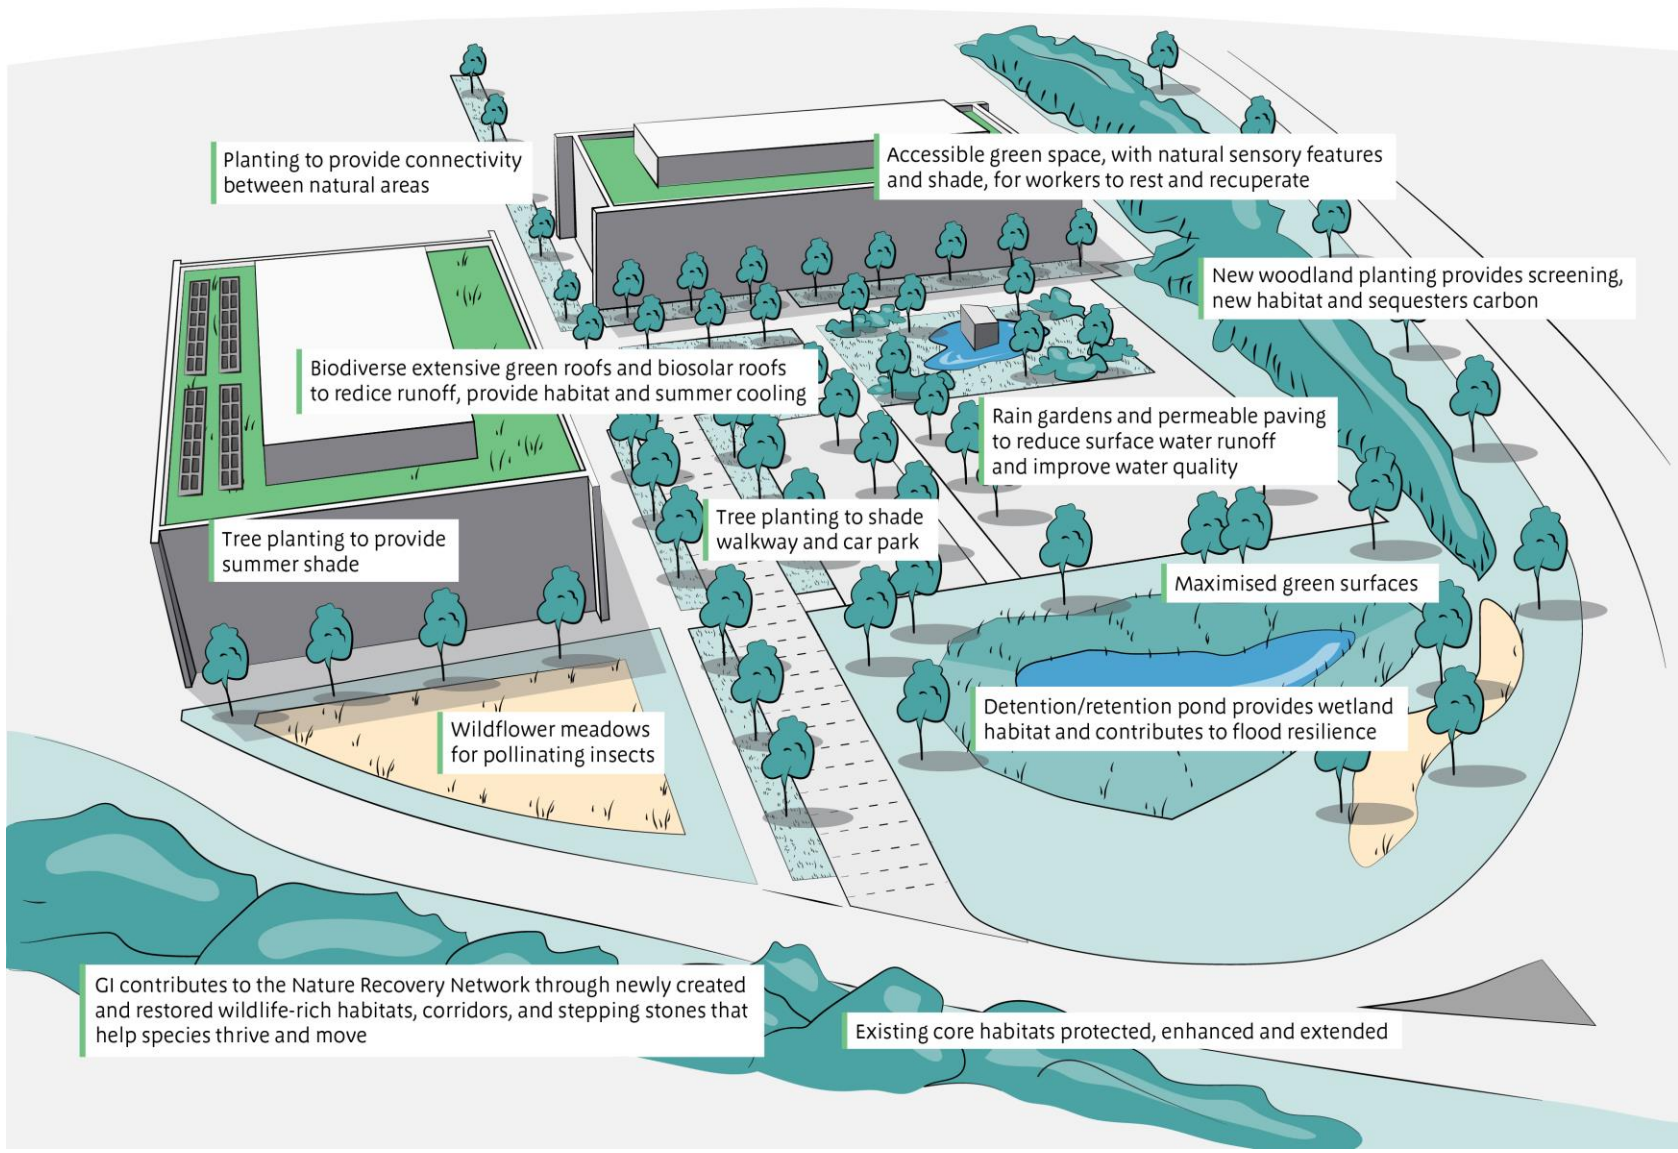 Planting to provide connectivity
between natural areas
Accessible green space, with natural sensory features
and shade, for workers to rest and recuperate
New woodland planting provides screening,
new habitat and sequesters carbon
Biodiverse extensive green roofs and biosolar roofs
to redice runoff, provide habitat and summer cooling
Rain gardens and permeable paving
to reduce surface water runoff
and improve water quality
Tree planting to provide
summer shade
Tree planting to shade
walkway and car park
Maximised green surfaces
Wildflower meadows
for pollinating insects
Detention/retention pond provides wetland
habitat and contributes to flood resilience
GI contributes to the Nature Recovery Network through newly created
and restored wildlife-rich habitats, corridors, and stepping stones that
help species thrive and move
Existing core habitats protected, enhanced and extended